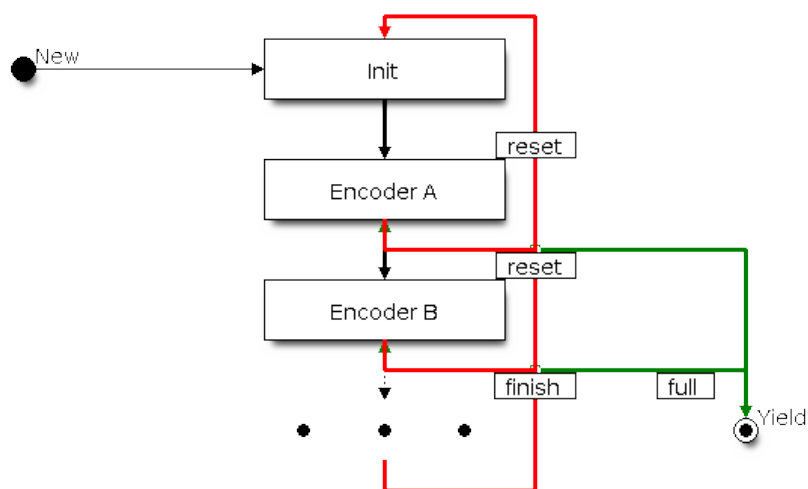 New
Init
reset
Encoder A
reset
Encoder B
finish
full
Yield